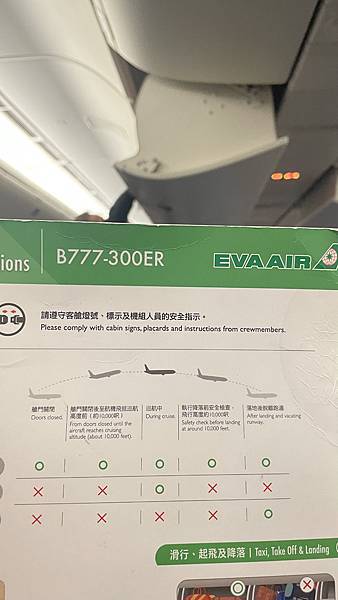 ions B777-300ER EVAAIR
請遵守客艙燈號、標示及機組人員的安全指示。
Please comply with cabin signs, placards and instructions from crewmembers.
艙門關閉
Doors closed.
艙門關閉後至航機飛抵巡航
高度前（約10,000呎）
From doors closed until the
aircraft reaches cruising
altitude (about 10,000 feet).
巡航中
During cruise.
執行降落前安全檢查，
飛行高度約10,000呎
Safety check before landing
at around 10,000 feet.
落地後脫離跑道
After landing and vacating
runway.
滑行、起飛及降落 | Taxi, Take Off & Landing